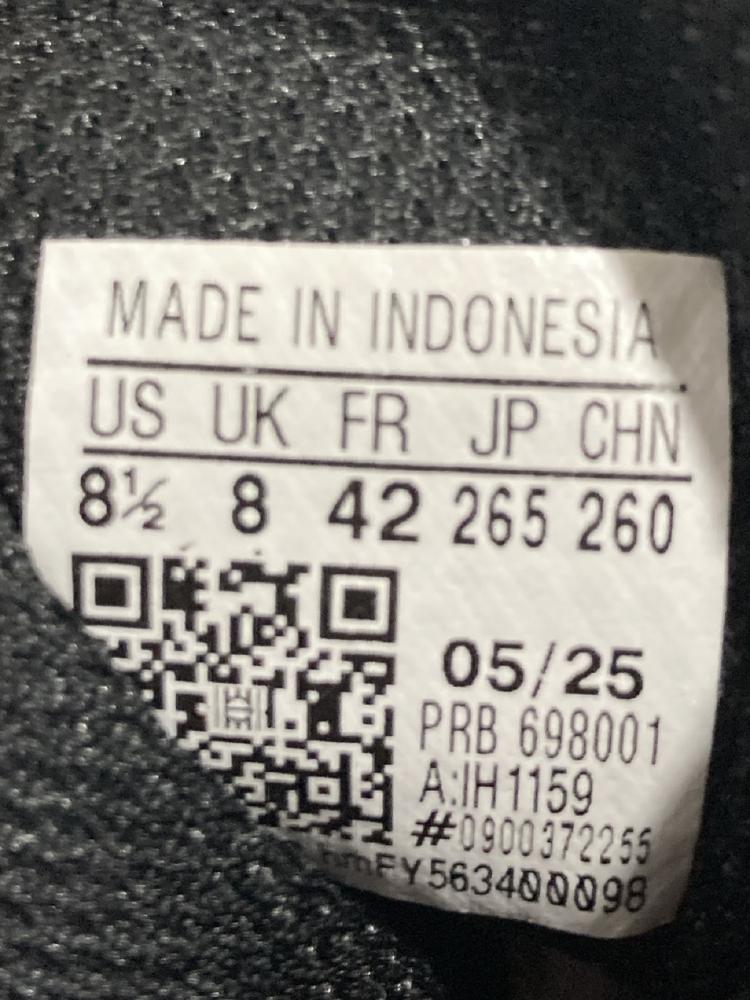 MADE IN INDONESIA
US UK FR JP CHN
8½ 8 42 265 260
05/25
PRB 698001
A:IH1159
#0900372255